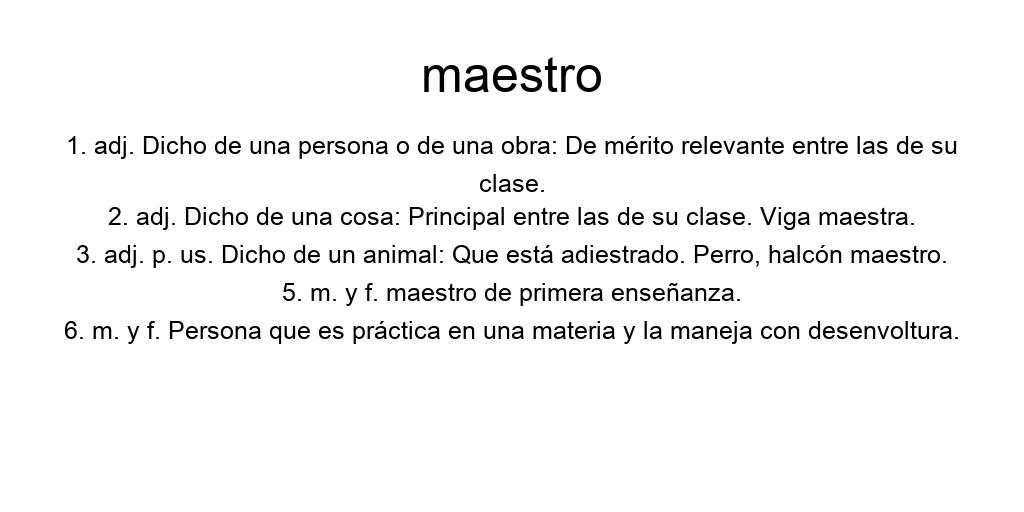 maestro
1. adj. Dicho de una persona o de una obra: De mérito relevante entre las de su
clase.
2. adj. Dicho de una cosa: Principal entre las de su clase. Viga maestra.
3. adj. p. us. Dicho de un animal: Que está adiestrado. Perro, halcón maestro.
5. m. y f. maestro de primera enseñanza.
6. m. y f. Persona que es práctica en una materia y la maneja con desenvoltura.